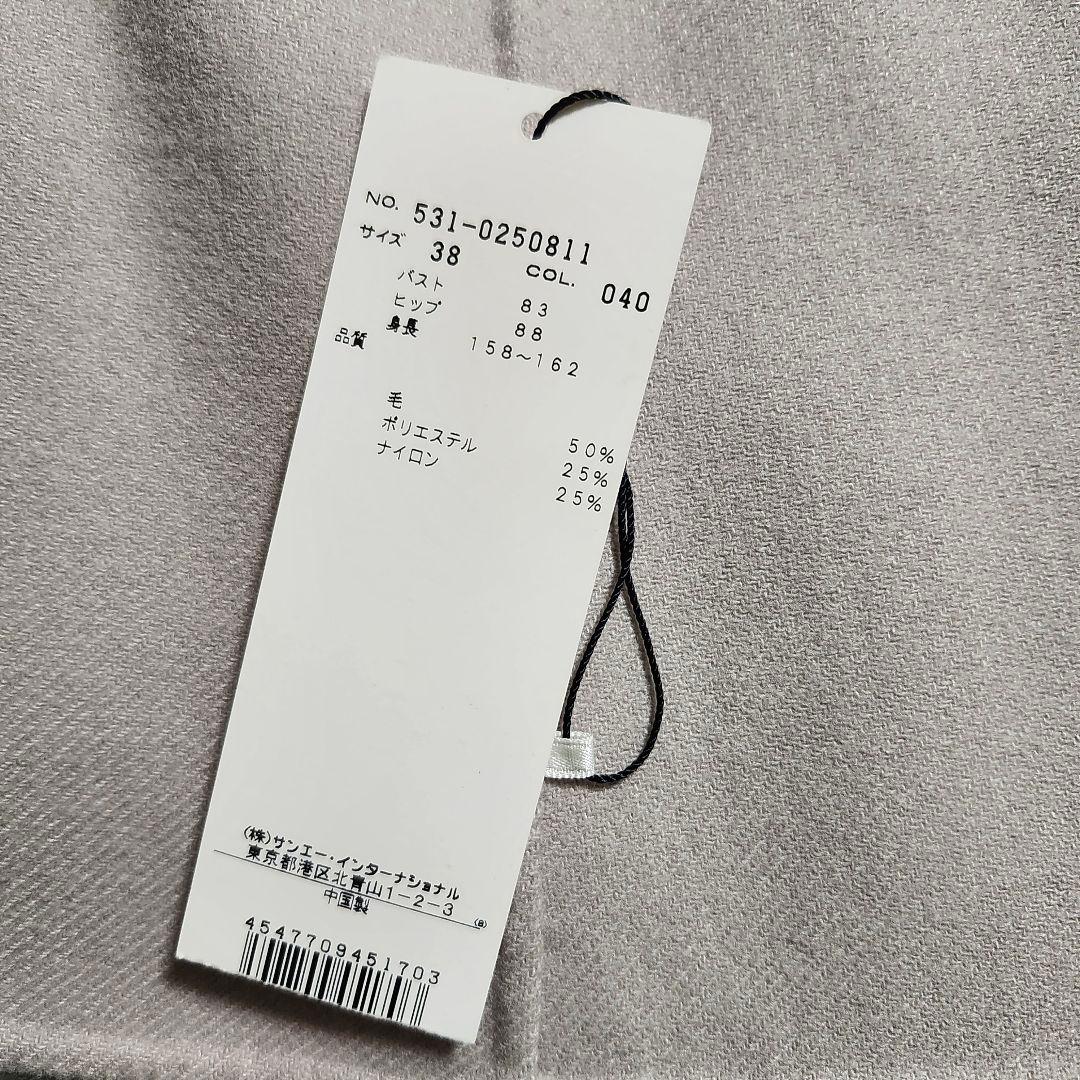 NO. 531-0250811
サイズ 38 COL. 040
バスト 83
ヒップ 88
身長 158～162
品質
毛 50%
ポリエステル 25%
ナイロン 25%
(株)サンエー・インターナショナル
東京都港区北青山1-2-3
中国製 (a)
4547709451703